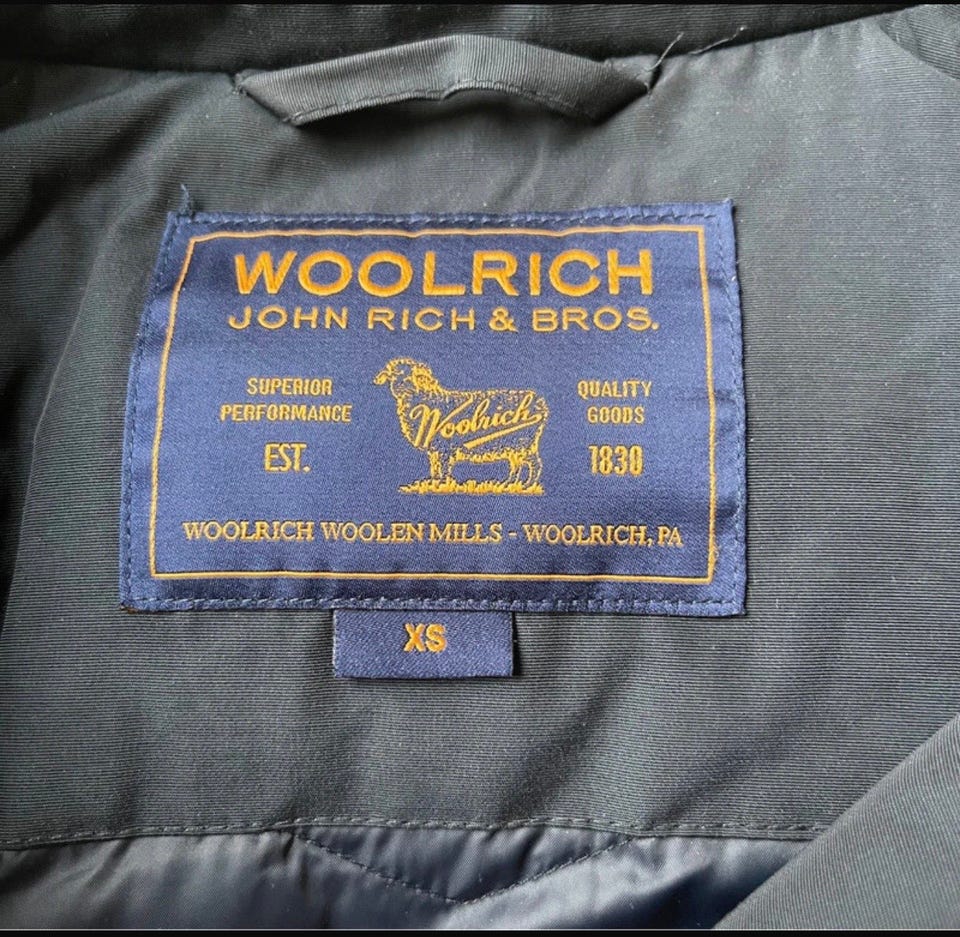 WOOLRICH
JOHN RICH & BROS.
SUPERIOR
PERFORMANCE
EST.
Woolrich
QUALITY
GOODS
1830
WOOLRICH WOOLEN MILLS - WOOLRICH, PA
XS